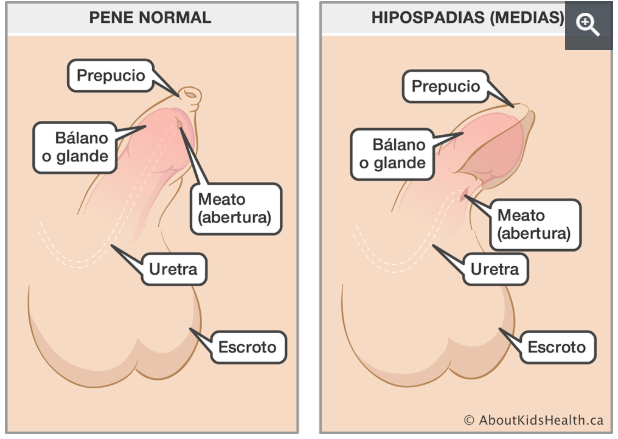 PENE NORMAL
Prepucio
Bálano
o glande
Meato
(abertura)
Uretra
Escroto
HIPOSPADIAS (MEDIAS)
Prepucio
Bálano
o glande
Meato
(abertura)
Uretra
Escroto
© AboutKidsHealth.ca